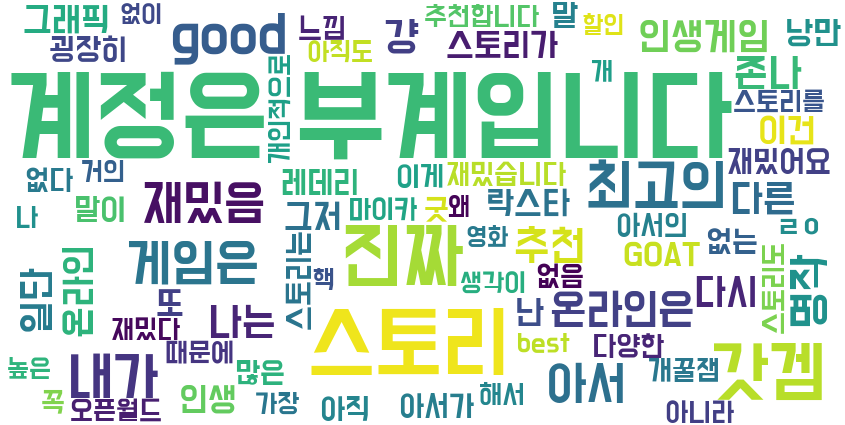 그래픽 없이 good 느낌 걍 추천합니다 말 할인 인생게임 낭만
굉장히 아직도 스토리가 개 존나
계정은 부계입니다
개인적으로 스토리를 이건
없다 거의 재밌음 레데리 이게 재밌습니다 최고의 다른 재밌어요
나 말이 그저 마이카 긋 왜 락스타 아서의 ㄹㅇ
게임은 스토리는 진짜 영화 추천 GOAT 없는 명작
일단 온라인 또 핵 생각이 없음 다시 스토리도
재밌다 나는 스토리 난 온라인은
때문에 best 다양한
높은 내가 많은 아서 개꿀잼 갓겜
꼭 오픈월드 인생 가장 아직 아서가 해서 아니라